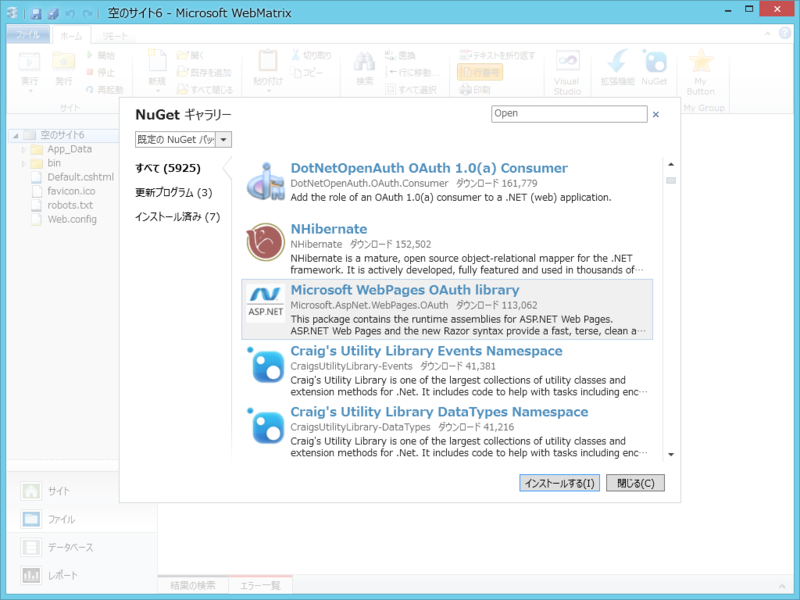 空のサイト6 - Microsoft WebMatrix
ファイル
ホーム
リモート
実行
発行
開始
停止
再起動
サイト
新規
開く
既存を追加
すべて閉じる
貼り付け
切り取り
コピー
検索
置換
行に移動...
すべて選択
テキストを折り返す
行番号
印刷
Visual
Studio
拡張機能
NuGet
My
Button
My Group
空のサイト6
App_Data
bin
Default.cshtml
favicon.ico
robots.txt
Web.config
NuGet ギャラリー
Open
既定の NuGet パッ
すべて (5925)
更新プログラム (3)
インストール済み (7)
DotNetOpenAuth OAuth 1.0(a) Consumer
DotNetOpenAuth.OAuth.Consumer ダウンロード 161,779
Add the role of an OAuth 1.0(a) consumer to a .NET (web) application.
NHibernate
NHibernate ダウンロード 152,502
NHibernate is a mature, open source object-relational mapper for the .NET
framework. It is actively developed, fully featured and used in thousands of…
ASP.NET
Microsoft WebPages OAuth library
Microsoft.AspNet.WebPages.OAuth ダウンロード 113,062
This package contains the runtime assemblies for ASP.NET Web Pages.
ASP.NET Web Pages and the new Razor syntax provide a fast, terse, clean a…
Craig's Utility Library Events Namespace
CraigsUtilityLibrary-Events ダウンロード 41,381
Craig's Utility Library is one of the largest collections of utility classes and
extension methods for .Net. It includes code to help with tasks including enc…
Craig's Utility Library DataTypes Namespace
CraigsUtilityLibrary-DataTypes ダウンロード 41,216
Craig's Utility Library is one of the largest collections of utility classes and
extension methods for .Net. It includes code to help with tasks including enc…
インストールする(I)
閉じる(C)
サイト
ファイル
データベース
レポート
結果の検索
エラー一覧